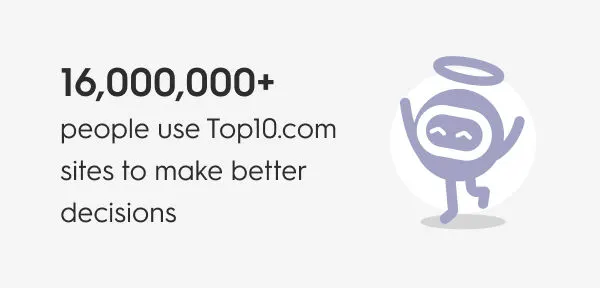 16,000,000+
people use Top10.com
sites to make better
decisions